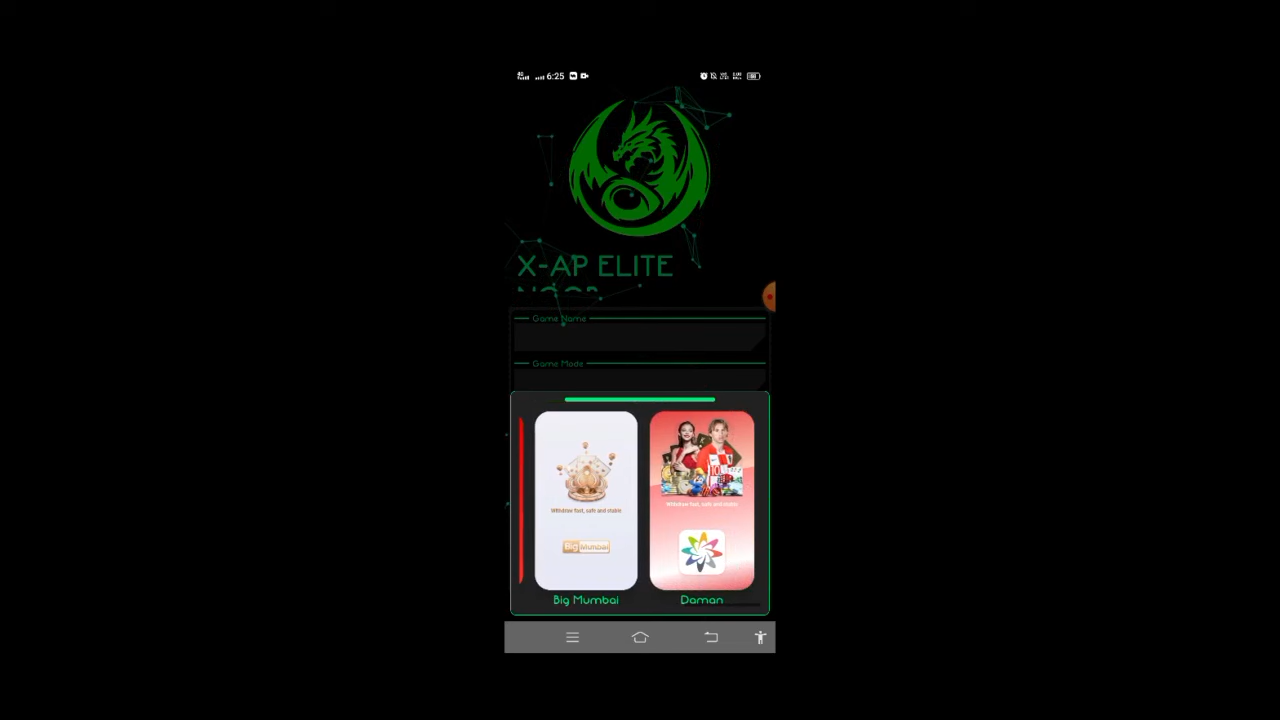 6:25
X-AP ELITE
NOOB
Game Name
Game Mode
Withdraw fast, safe and stable
Withdraw fast, safe and stable
Big Mumbai
Big Mumbai
Daman